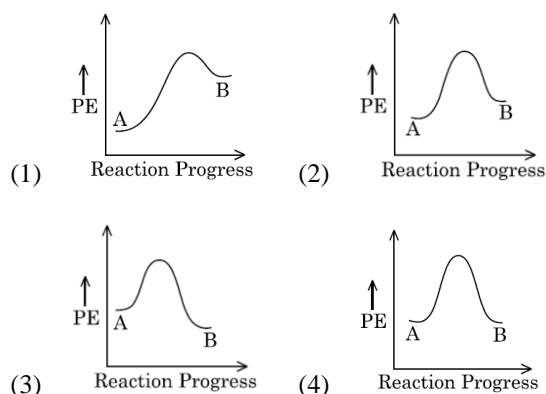 PE
A
B
Reaction Progress
(1)
PE
A
B
Reaction Progress
(2)
PE
A
B
Reaction Progress
(3)
PE
A
B
Reaction Progress
(4)